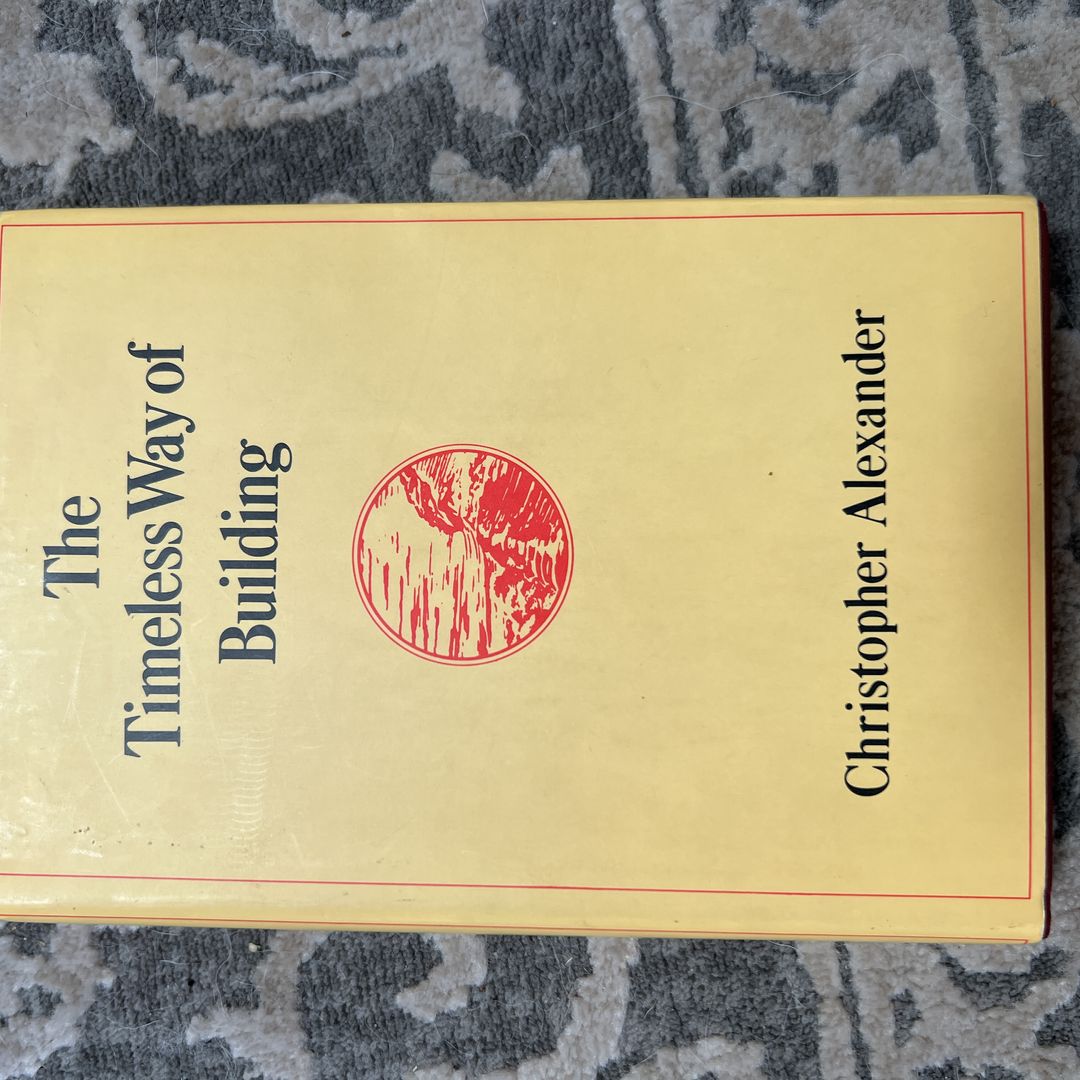 The
Timeless Way of
Building
Christopher Alexander